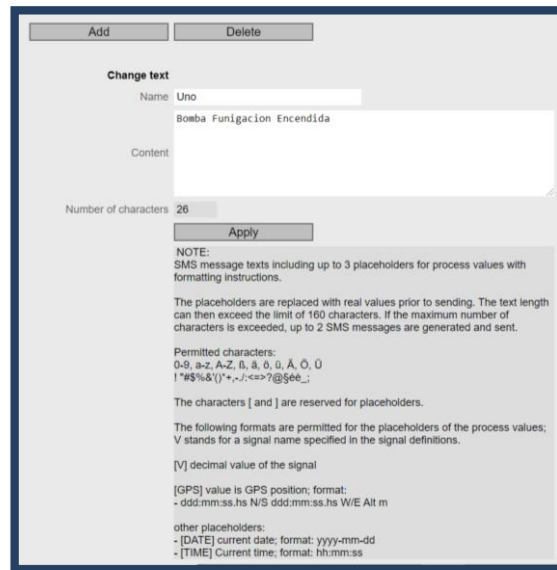 Add Delete
Change text
Name Uno
Content Bomba Funigacion Encendida
Number of characters 26
Apply
NOTE:
SMS message texts including up to 3 placeholders for process values with
formatting instructions.
The placeholders are replaced with real values prior to sending. The text length
can then exceed the limit of 160 characters. If the maximum number of
characters is exceeded, up to 2 SMS messages are generated and sent.
Permitted characters:
0-9, a-z, A-Z, ß, ä, ö, ü, Ä, Ö, Ü
! "#$%&'()*+,-./:<=>?@§éè_;
The characters [ and ] are reserved for placeholders.
The following formats are permitted for the placeholders of the process values;
V stands for a signal name specified in the signal definitions.
[V] decimal value of the signal
[GPS] value is GPS position; format:
- ddd:mm:ss.hs N/S ddd:mm:ss.hs W/E Alt m
other placeholders:
- [DATE] current date; format: yyyy-mm-dd
- [TIME] Current time; format: hh:mm:ss